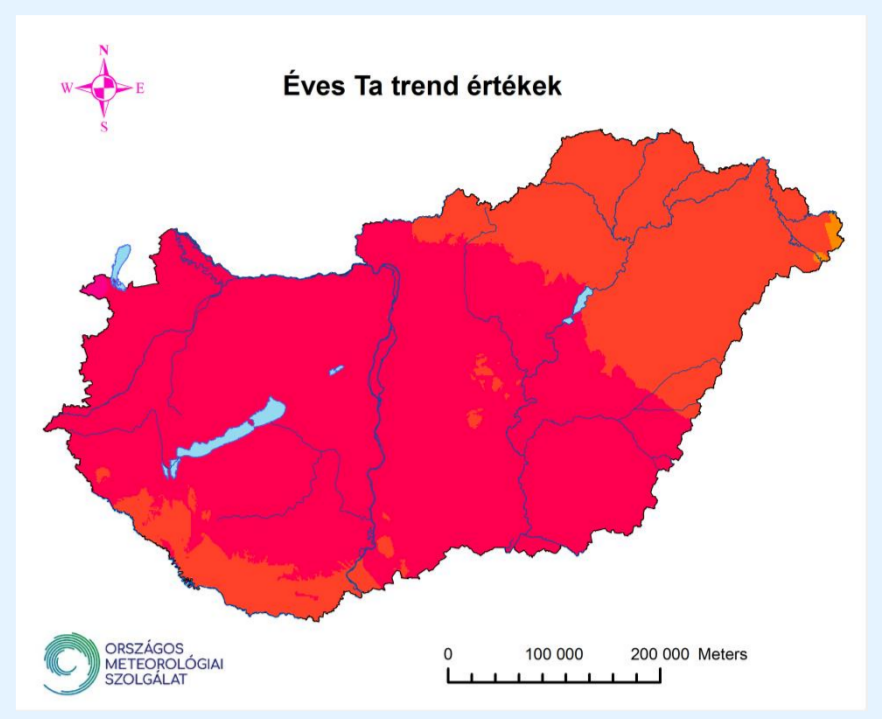 N
W E
S
Éves Ta trend értékek
ORSZÁGOS
METEOROLÓGIAI
SZOLGÁLAT
0 100 000 200 000 Meters